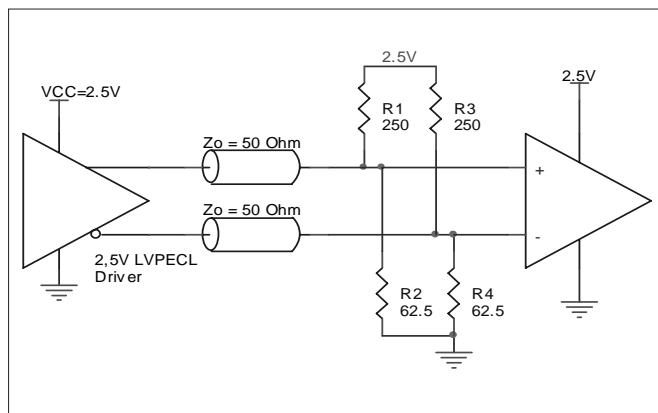 2.5V
VCC=2.5V
2.5V
R1
250
R3
250
Zo = 50 Ohm
+
Zo = 50 Ohm
-
2,5V LVPECL
Driver
R2
62.5
R4
62.5